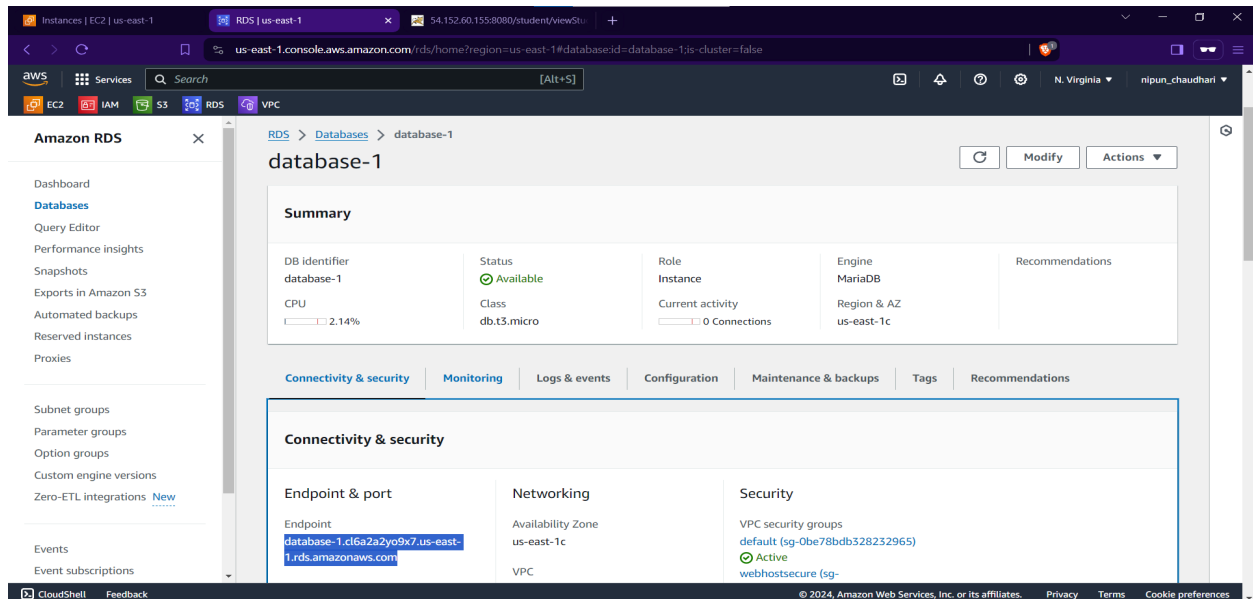 Instances | EC2 | us-east-1
RDS | us-east-1
54.152.60.155:8080/student/viewStu
us-east-1.console.aws.amazon.com/rds/home?region=us-east-1#database:id=database-1;is-cluster=false
aws Services Search [Alt+S] N. Virginia nipun_chaudhari
EC2 IAM S3 RDS VPC
Amazon RDS
Dashboard
Databases
Query Editor
Performance insights
Snapshots
Exports in Amazon S3
Automated backups
Reserved instances
Proxies
Subnet groups
Parameter groups
Option groups
Custom engine versions
Zero-ETL integrations New
Events
Event subscriptions
RDS > Databases > database-1
database-1
Modify
Actions
Summary
DB identifier
database-1
Status
Available
Role
Instance
Engine
MariaDB
Recommendations
CPU
2.14%
Class
db.t3.micro
Current activity
0 Connections
Region & AZ
us-east-1c
Connectivity & security Monitoring Logs & events Configuration Maintenance & backups Tags Recommendations
Connectivity & security
Endpoint & port
Endpoint
database-1.cl6a2a2yo9x7.us-east-
1.rds.amazonaws.com
Networking
Availability Zone
us-east-1c
VPC
Security
VPC security groups
default (sg-0be78bdb328232965)
Active
webhostsecure (sg-
CloudShell Feedback © 2024, Amazon Web Services, Inc. or its affiliates. Privacy Terms Cookie preferences